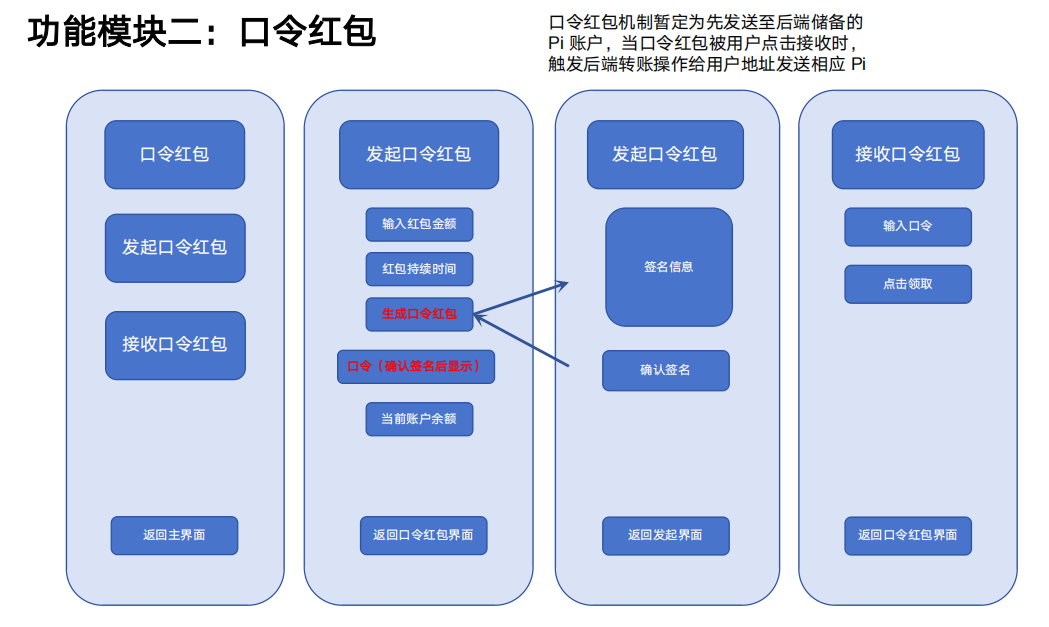 功能模块二：口令红包
口令红包机制暂定为先发送至后端储备的
Pi 账户，当口令红包被用户点击接收时，
触发后端转账操作给用户地址发送相应 Pi
口令红包
发起口令红包
接收口令红包
返回主界面
发起口令红包
输入红包金额
红包持续时间
生成口令红包
口令（确认签名后显示）
当前账户余额
返回口令红包界面
发起口令红包
签名信息
确认签名
返回发起界面
接收口令红包
输入口令
点击领取
返回口令红包界面